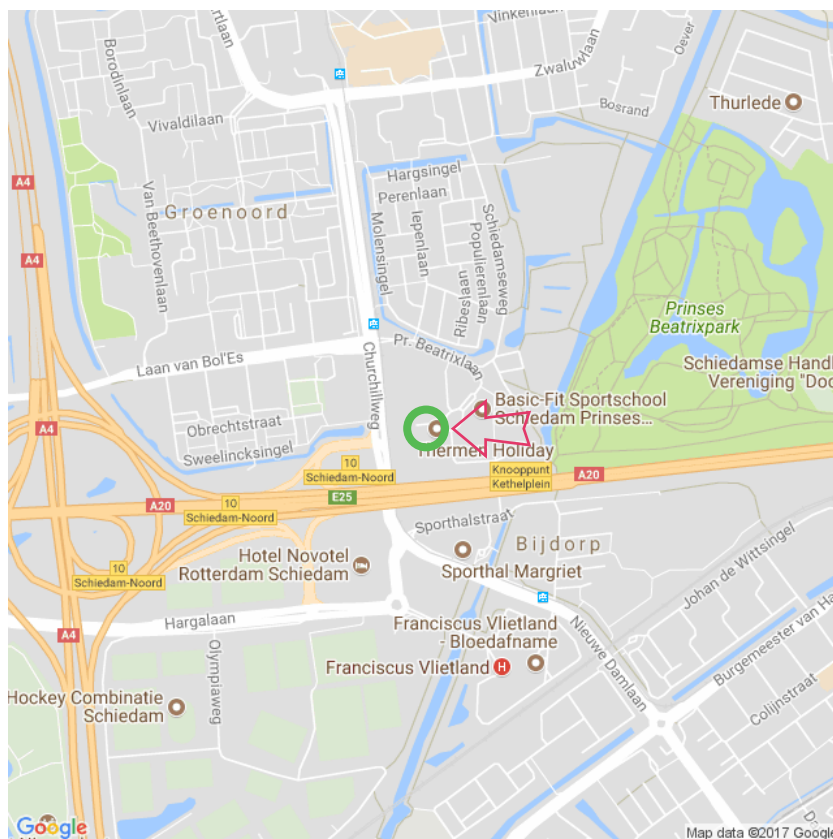 Vinkenlaan
Zwaluwlaan
Oever
Borodinlaan
Thurlede
Bosrand
Vivaldilaan
Hargsingel
A4
Perenlaan
Van Beethovenlaan
Groenoord
Molensingel
Iepenlaan
Schiedamseweg
Populierenlaan
Ribeslaan
A4
Prinses
Beatrixpark
Pr. Beatrixlaan
Laan van Bol'Es
Churchillweg
Schiedamse Handb
Vereniging "Doo
Basic-Fit Sportschool
Schiedam Prinses...
A4
Obrechtstraat
Thermen Holiday
Sweelincksingel
10
Schiedam-Noord
Knooppunt
Kethelplein
A20
E25
A20
10
Schiedam-Noord
Sporthalstraat
Bijdorp
Johan de Wittsingel
Hotel Novotel
Rotterdam Schiedam
Sporthal Margriet
10
Schiedam-Noord
Hargalaan
Franciscus Vlietland
- Bloedafname
A4
Nieuwe Damlaan
Burgemeester van Ha
Franciscus Vlietland
H
Olympiaweg
Hockey Combinatie
Schiedam
Colijnstraat
Google
Map data ©2017 Google